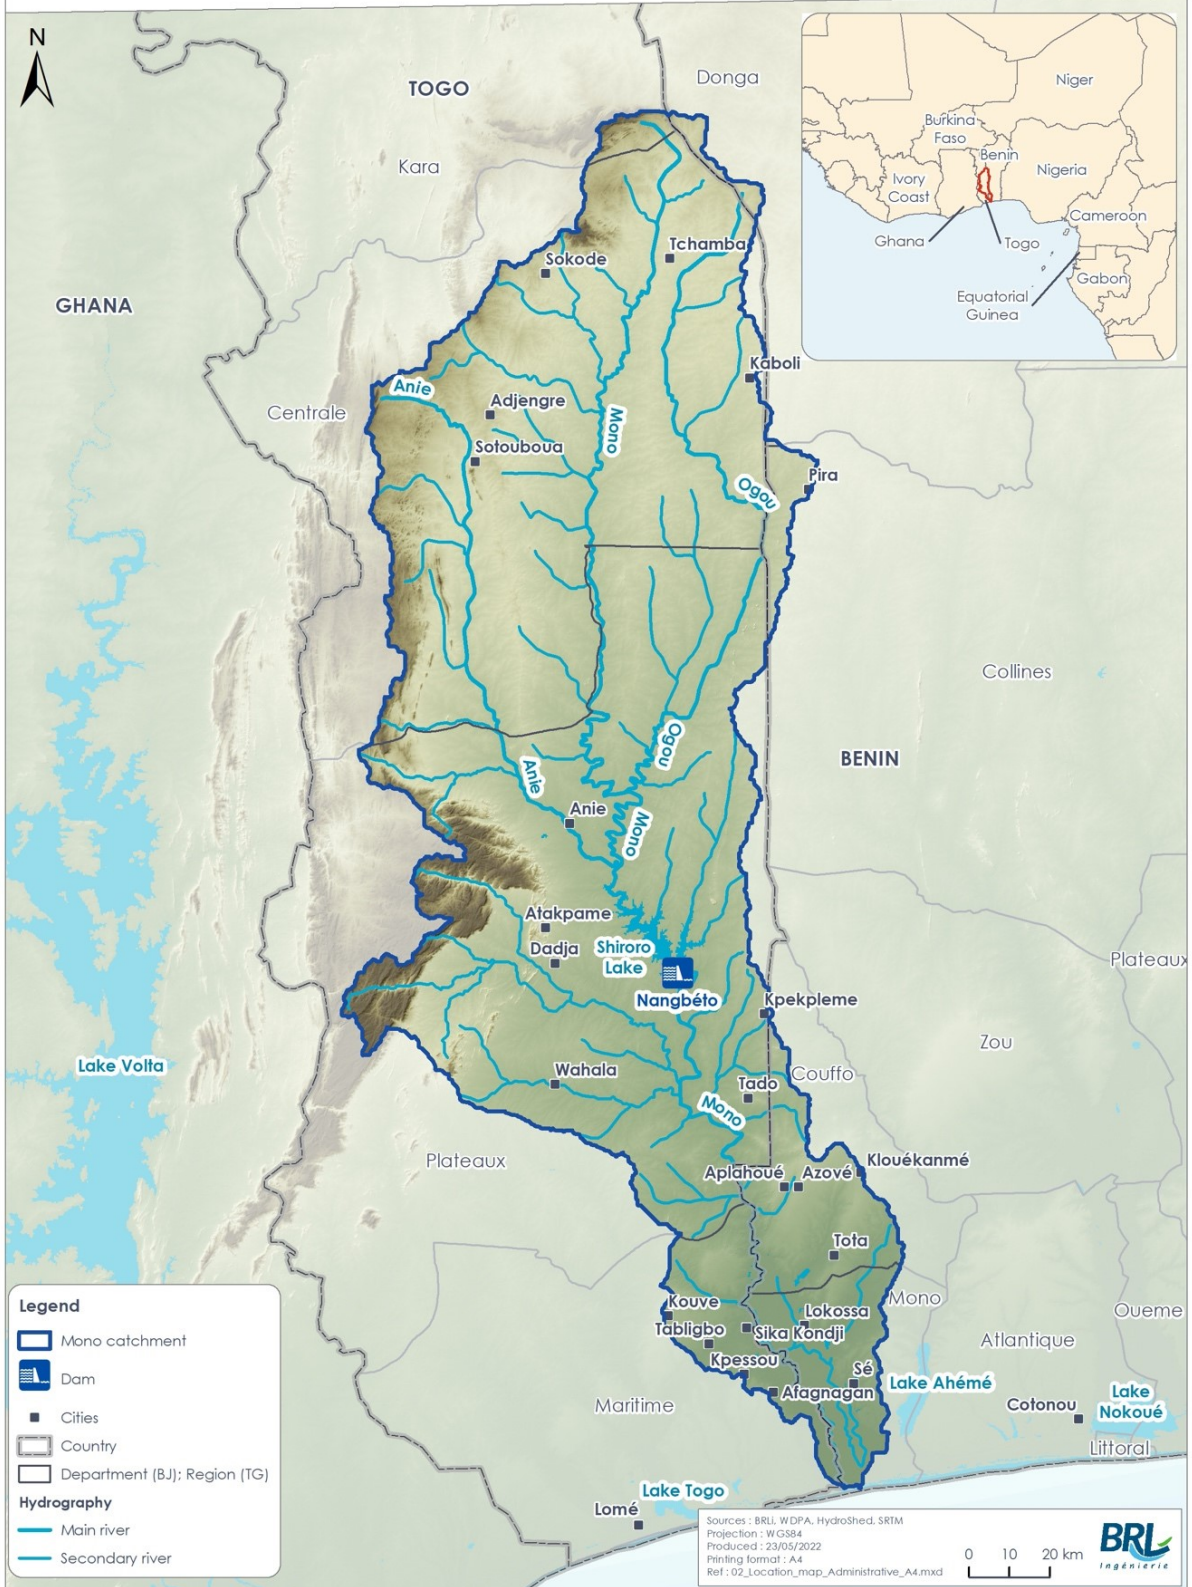 N
TOGO
Donga
Kara
Niger
Burkina
Faso
Benin
Ivory
Coast
Nigeria
Cameroon
Ghana
Togo
Gabon
Equatorial
Guinea
Tchamba
Sokode
GHANA
Kaboli
Anie
Centrale
Adjengre
Mono
Sotouboua
Pira
Ogou
Collines
Ogou
BENIN
Anie
Anie
Mono
Atakpame
Dadja
Shiroro
Lake
Plateaux
Nangbéto
Kpekpleme
Zou
Lake Volta
Wahala
Couffo
Tado
Mono
Plateaux
Aplahoué
Azové
Klouékanmé
Tota
Mono
Kouve
Lokossa
Oueme
Tabligbo
Sika Kondji
Atlantique
Kpessou
Sé
Lake Ahémé
Afagnagan
Maritime
Cotonou
Lake
Nokoué
Littoral
Lake Togo
Lomé
Legend
Mono catchment
Dam
Cities
Country
Department (BJ); Region (TG)
Hydrography
Main river
Secondary river
Sources : BRLi, WDPA, HydroShed, SRTM
Projection : WGS84
Produced : 23/05/2022
Printing format : A4
Ref : 02_Location_map_Administrative_A4.mxd
0 10 20 km
BRL
Ingénierie